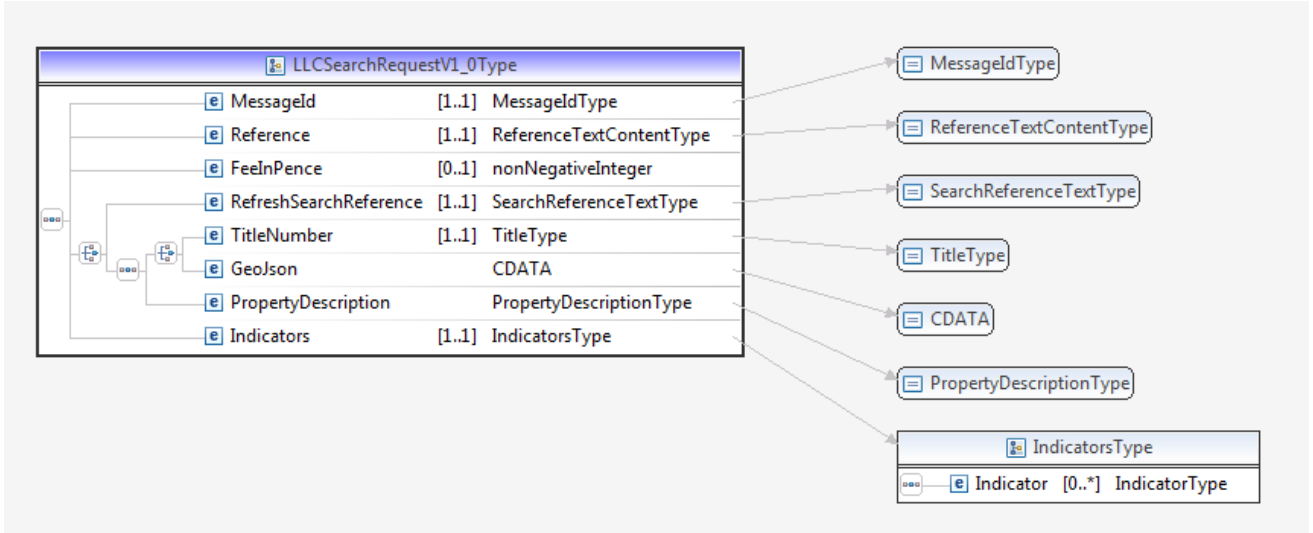 LLCSearchRequestV1_0Type
e MessageId [1..1] MessageIdType
e Reference [1..1] ReferenceTextContentType
e FeeInPence [0..1] nonNegativeInteger
e RefreshSearchReference [1..1] SearchReferenceTextType
e TitleNumber [1..1] TitleType
e GeoJson CDATA
e PropertyDescription PropertyDescriptionType
e Indicators [1..1] IndicatorsType
MessageIdType
ReferenceTextContentType
SearchReferenceTextType
TitleType
CDATA
PropertyDescriptionType
IndicatorsType
e Indicator [0..*] IndicatorType